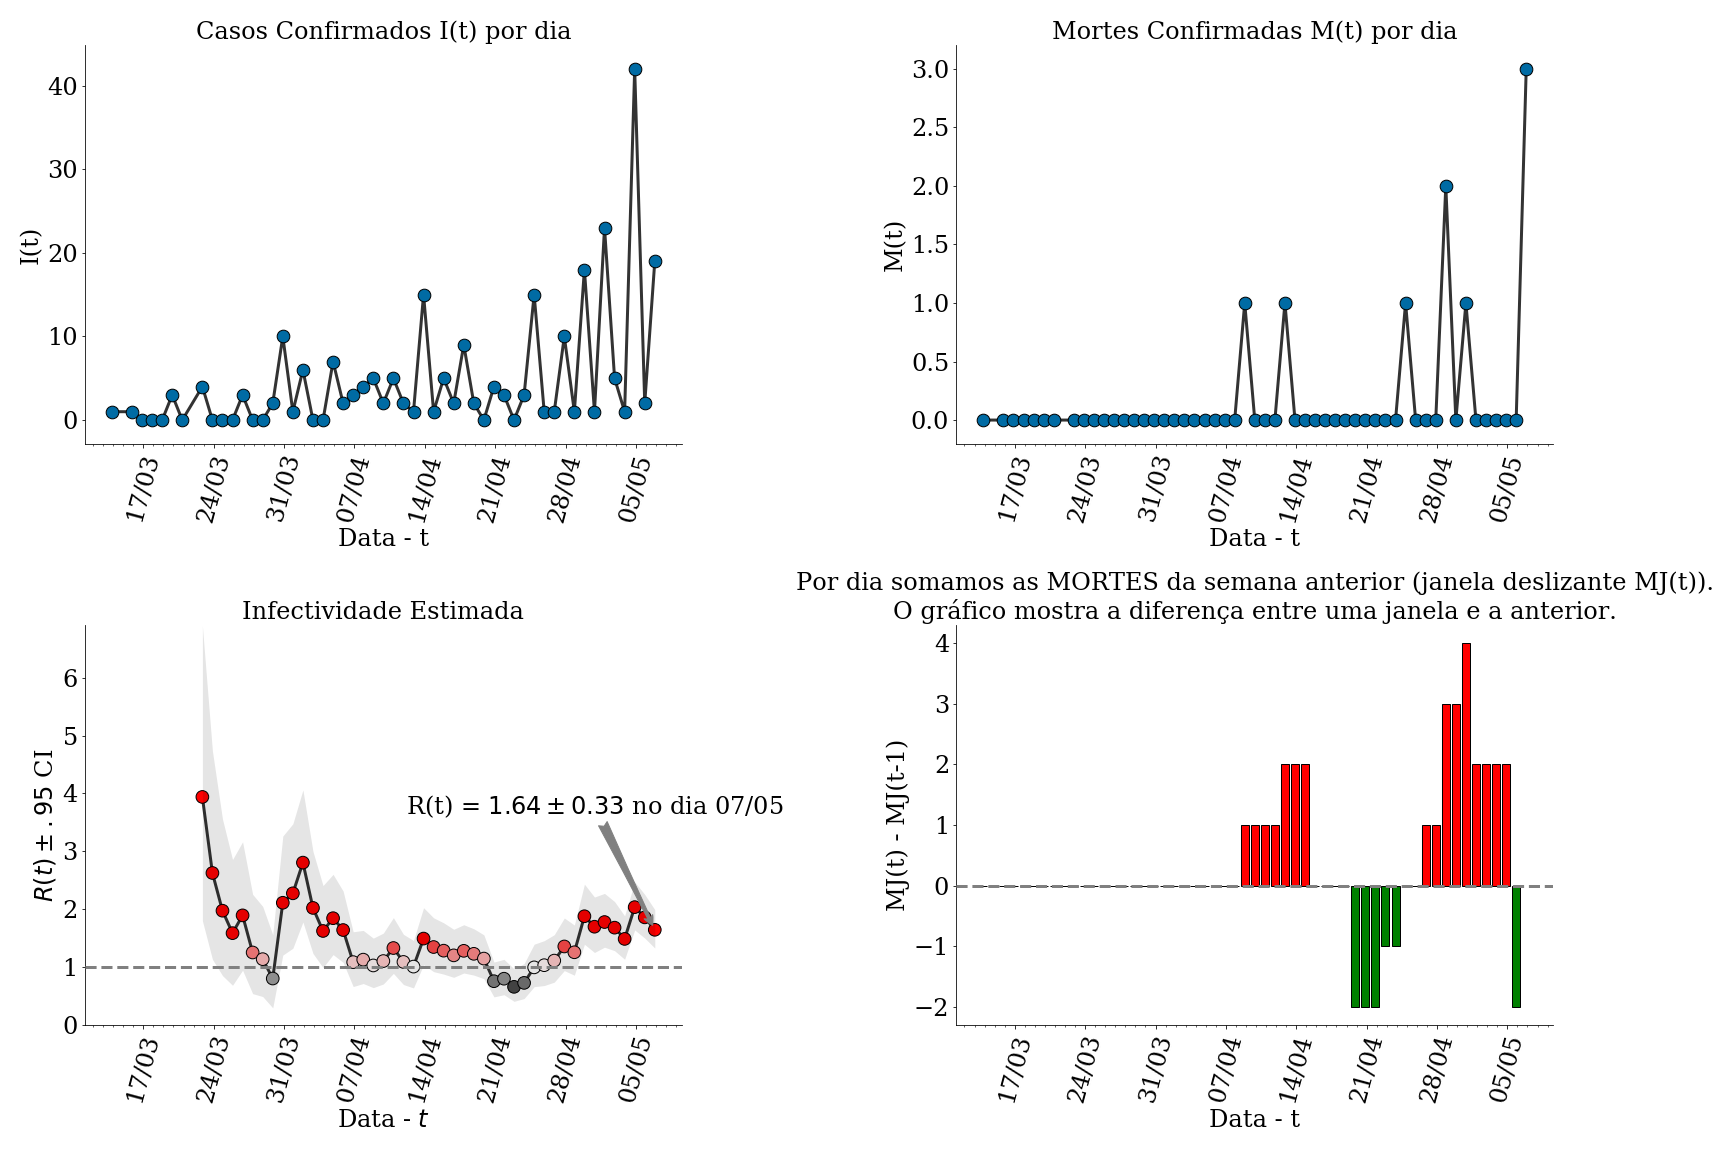 Casos Confirmados I(t) por dia
I(t)
40
30
20
10
0
17/03 24/03 31/03 07/04 14/04 21/04 28/04 05/05
Data - t
Mortes Confirmadas M(t) por dia
M(t)
3.0
2.5
2.0
1.5
1.0
0.5
0.0
17/03 24/03 31/03 07/04 14/04 21/04 28/04 05/05
Data - t
Infectividade Estimada
R(t) ± .95 CI
6
5
4
3
2
1
0
R(t) = 1.64 ± 0.33 no dia 07/05
17/03 24/03 31/03 07/04 14/04 21/04 28/04 05/05
Data - t
Por dia somamos as MORTES da semana anterior (janela deslizante MJ(t)).
O gráfico mostra a diferença entre uma janela e a anterior.
MJ(t) - MJ(t-1)
4
3
2
1
0
−1
−2
17/03 24/03 31/03 07/04 14/04 21/04 28/04 05/05
Data - t